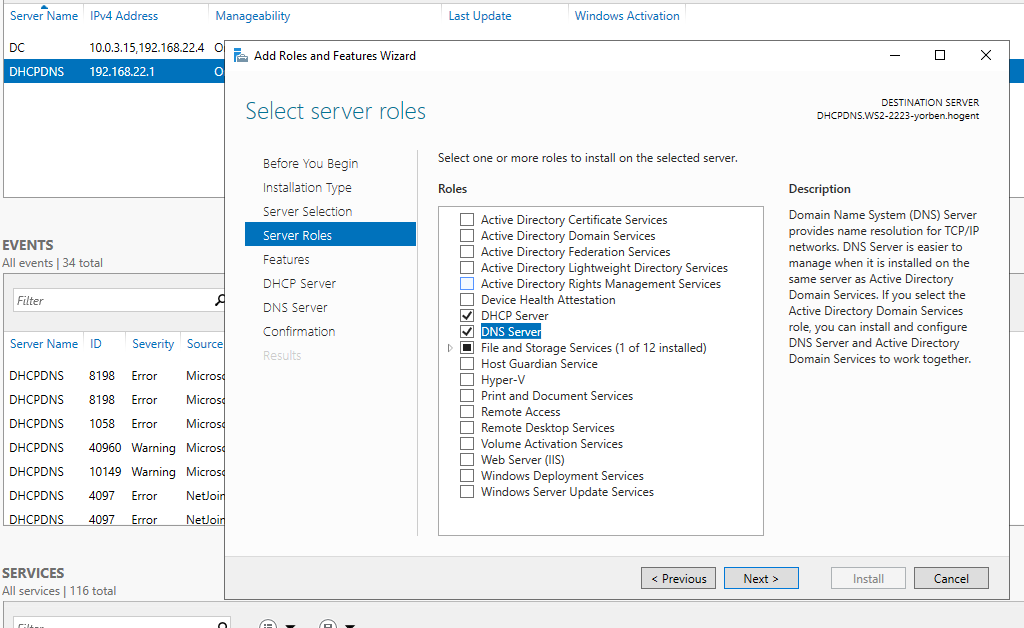 Server Name IPv4 Address Manageability Last Update Windows Activation
DC 10.0.3.15,192.168.22.4
DHCPDNS 192.168.22.1
Add Roles and Features Wizard
Select server roles
DESTINATION SERVER
DHCPDNS.WS2-2223-yorben.hogent
Before You Begin
Installation Type
Server Selection
Server Roles
Features
DHCP Server
DNS Server
Confirmation
Results
Select one or more roles to install on the selected server.
Roles
Active Directory Certificate Services
Active Directory Domain Services
Active Directory Federation Services
Active Directory Lightweight Directory Services
Active Directory Rights Management Services
Device Health Attestation
DHCP Server
DNS Server
File and Storage Services (1 of 12 installed)
Host Guardian Service
Hyper-V
Print and Document Services
Remote Access
Remote Desktop Services
Volume Activation Services
Web Server (IIS)
Windows Deployment Services
Windows Server Update Services
Description
Domain Name System (DNS) Server
provides name resolution for TCP/IP
networks. DNS Server is easier to
manage when it is installed on the
same server as Active Directory
Domain Services. If you select the
Active Directory Domain Services
role, you can install and configure
DNS Server and Active Directory
Domain Services to work together.
< Previous
Next >
Install
Cancel
EVENTS
All events | 34 total
Filter
Server Name ID Severity Source
DHCPDNS 8198 Error Microsc
DHCPDNS 8198 Error Microsc
DHCPDNS 1058 Error Microsc
DHCPDNS 40960 Warning Microsc
DHCPDNS 10149 Warning Microsc
DHCPDNS 4097 Error NetJoin
DHCPDNS 4097 Error NetJoin
SERVICES
All services | 116 total
Filter